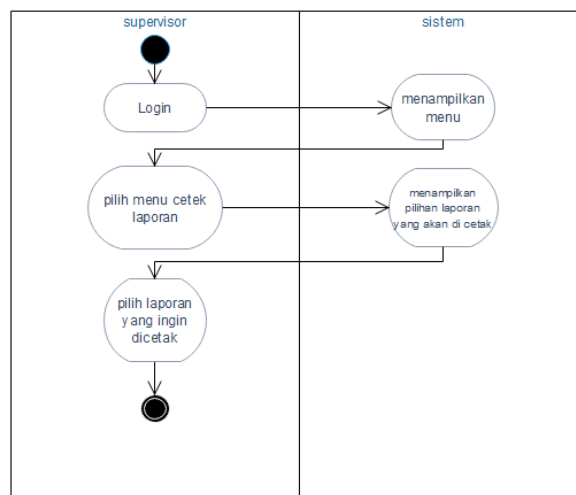 supervisor
sistem
Login
menampilkan
menu
pilih menu cetek
laporan
menampilkan
pilihan laporan
yang akan di cetak
pilih laporan
yang ingin
dicetak